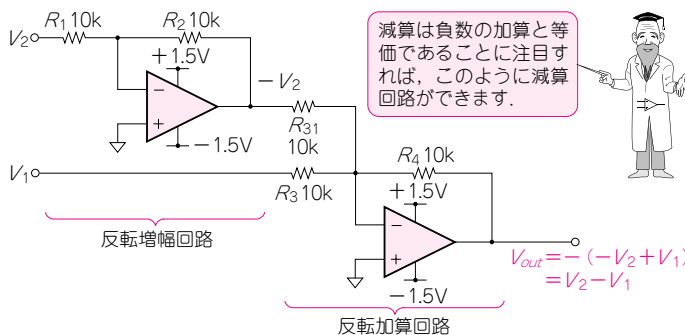 R1 10k
R2 10k
V2
+1.5V
−
+
−1.5V
−V2
R31
10k
減算は負数の加算と等
価であることに注目す
れば，このように減算
回路ができます．
V1
R3 10k
R4 10k
+1.5V
−
+
−1.5V
反転増幅回路
Vout=−(−V2+V1)
=V2−V1
反転加算回路